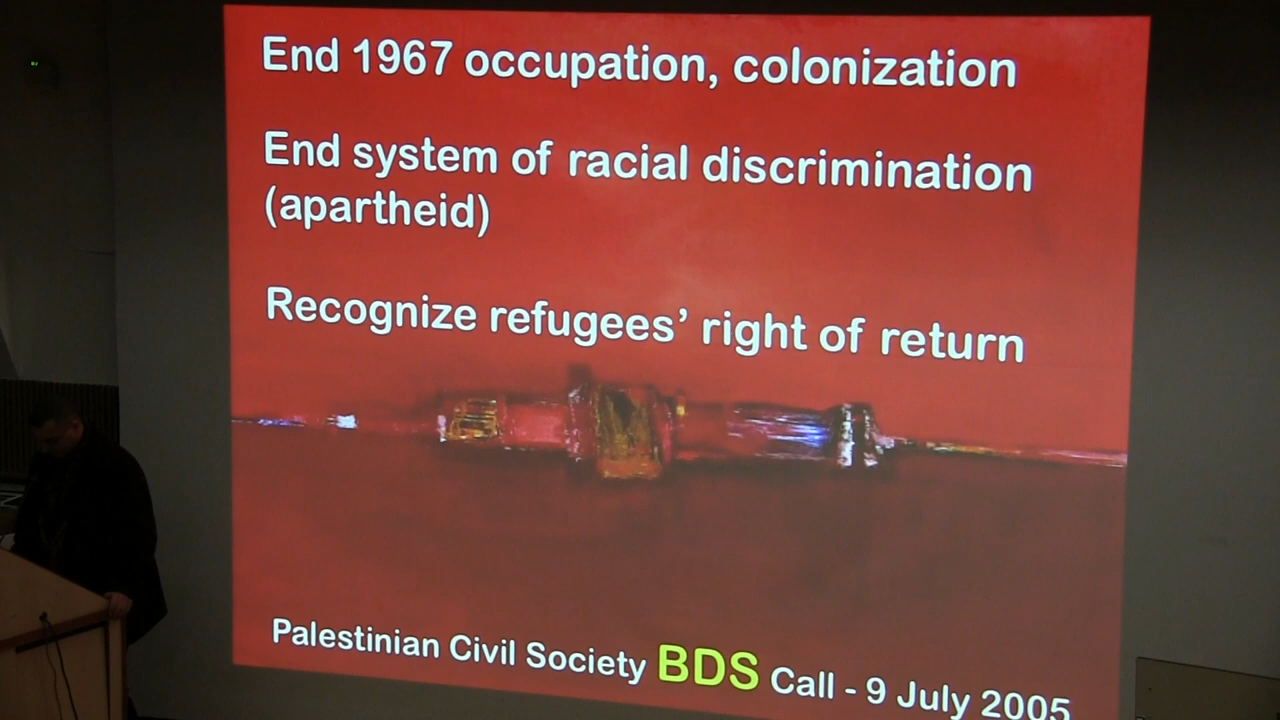 End 1967 occupation, colonization
End system of racial discrimination
(apartheid)
Recognize refugees’ right of return
Palestinian Civil Society BDS Call - 9 July 2005